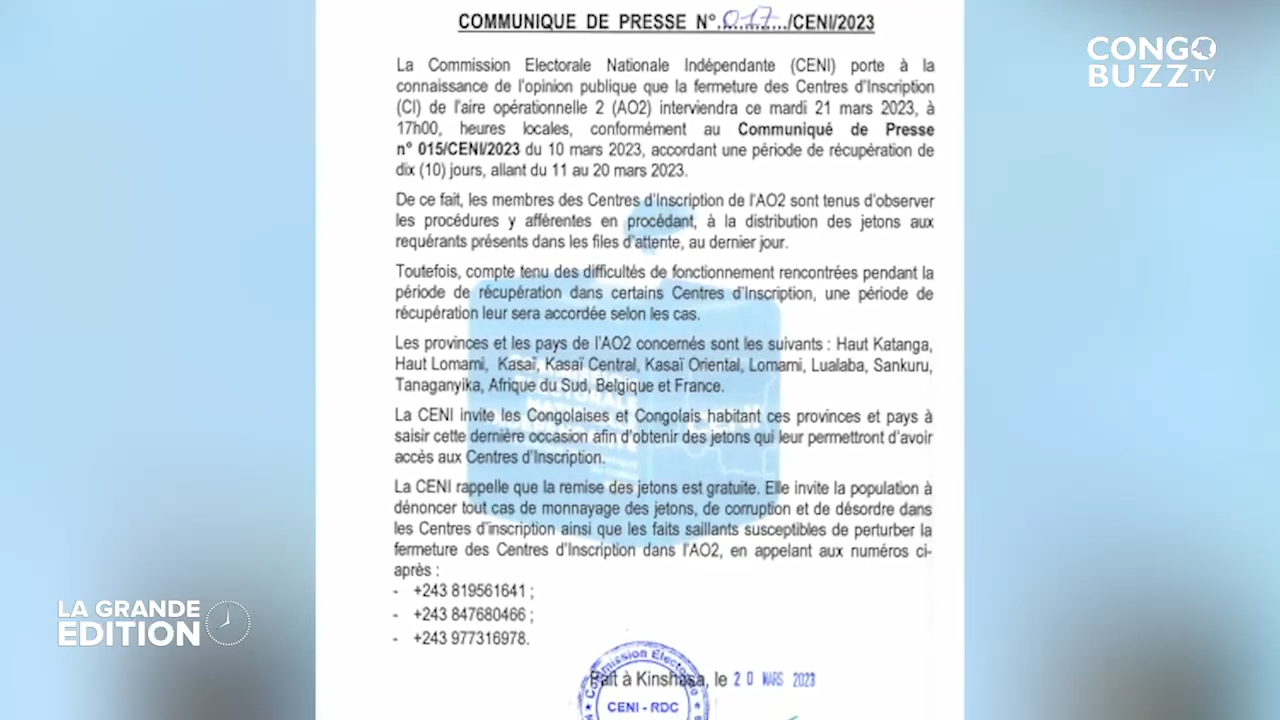 COMMUNIQUE DE PRESSE N°.017./CENI/2023
CONGO
BUZZ TV
La Commission Electorale Nationale Indépendante (CENI) porte à la
connaissance de l'opinion publique que la fermeture des Centres d'Inscription
(CI) de l'aire opérationnelle 2 (AO2) interviendra ce mardi 21 mars 2023, à
17h00, heures locales, conformément au Communiqué de Presse
n° 015/CENI/2023 du 10 mars 2023, accordant une période de récupération de
dix (10) jours, allant du 11 au 20 mars 2023.
De ce fait, les membres des Centres d'Inscription de l'AO2 sont tenus d'observer
les procédures y afférentes en procédant, à la distribution des jetons aux
requérants présents dans les files d'attente, au dernier jour.
Toutefois, compte tenu des difficultés de fonctionnement rencontrées pendant la
période de récupération dans certains Centres d'Inscription, une période de
récupération leur sera accordée selon les cas.
Les provinces et les pays de l'AO2 concernés sont les suivants : Haut Katanga,
Haut Lomami, Kasaï, Kasaï Central, Kasaï Oriental, Lomami, Lualaba, Sankuru,
Tanaganyika, Afrique du Sud, Belgique et France.
La CENI invite les Congolaises et Congolais habitant ces provinces et pays à
saisir cette dernière occasion afin d'obtenir des jetons qui leur permettront d'avoir
accès aux Centres d'Inscription.
La CENI rappelle que la remise des jetons est gratuite. Elle invite la population à
dénoncer tout cas de monnayage des jetons, de corruption et de désordre dans
les Centres d'inscription ainsi que les faits saillants susceptibles de perturber la
fermeture des Centres d'Inscription dans l'AO2, en appelant aux numéros ci-
après :
- +243 819561641 ;
- +243 847680466 ;
- +243 977316978.
LA GRANDE
EDITION
Fait à Kinshasa, le 20 MARS 2023
Commission Electorale
CENI - RDC